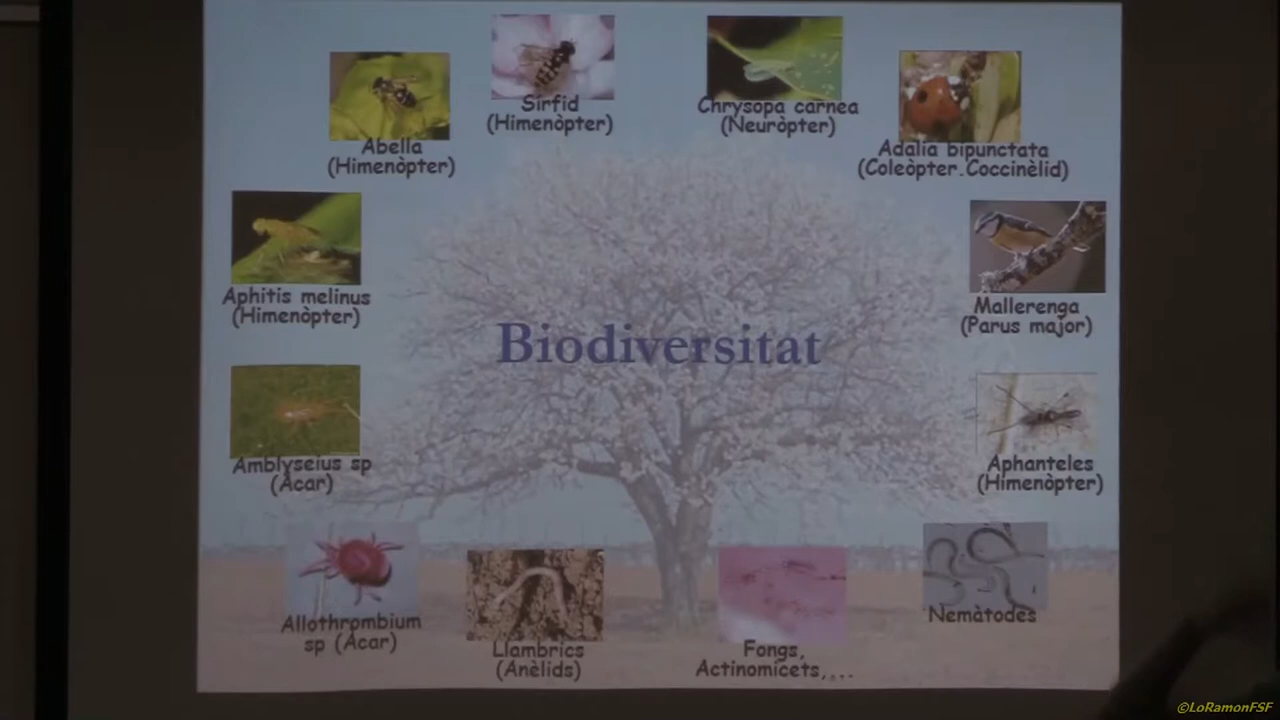 Sírfid
(Himenòpter)
Chrysopa carnea
(Neuròpter)
Abella
(Himenòpter)
Adalia bipunctata
(Coleòpter.Coccinèlid)
Aphitis melinus
(Himenòpter)
Mallerenga
(Parus major)
Biodiversitat
Amblyseius sp
(Àcar)
Aphanteles
(Himenòpter)
Allothrombium
sp (Àcar)
Llambrics
(Anèlids)
Fongs,
Actinomicets,...
Nemàtodes
©LoRamonFSF